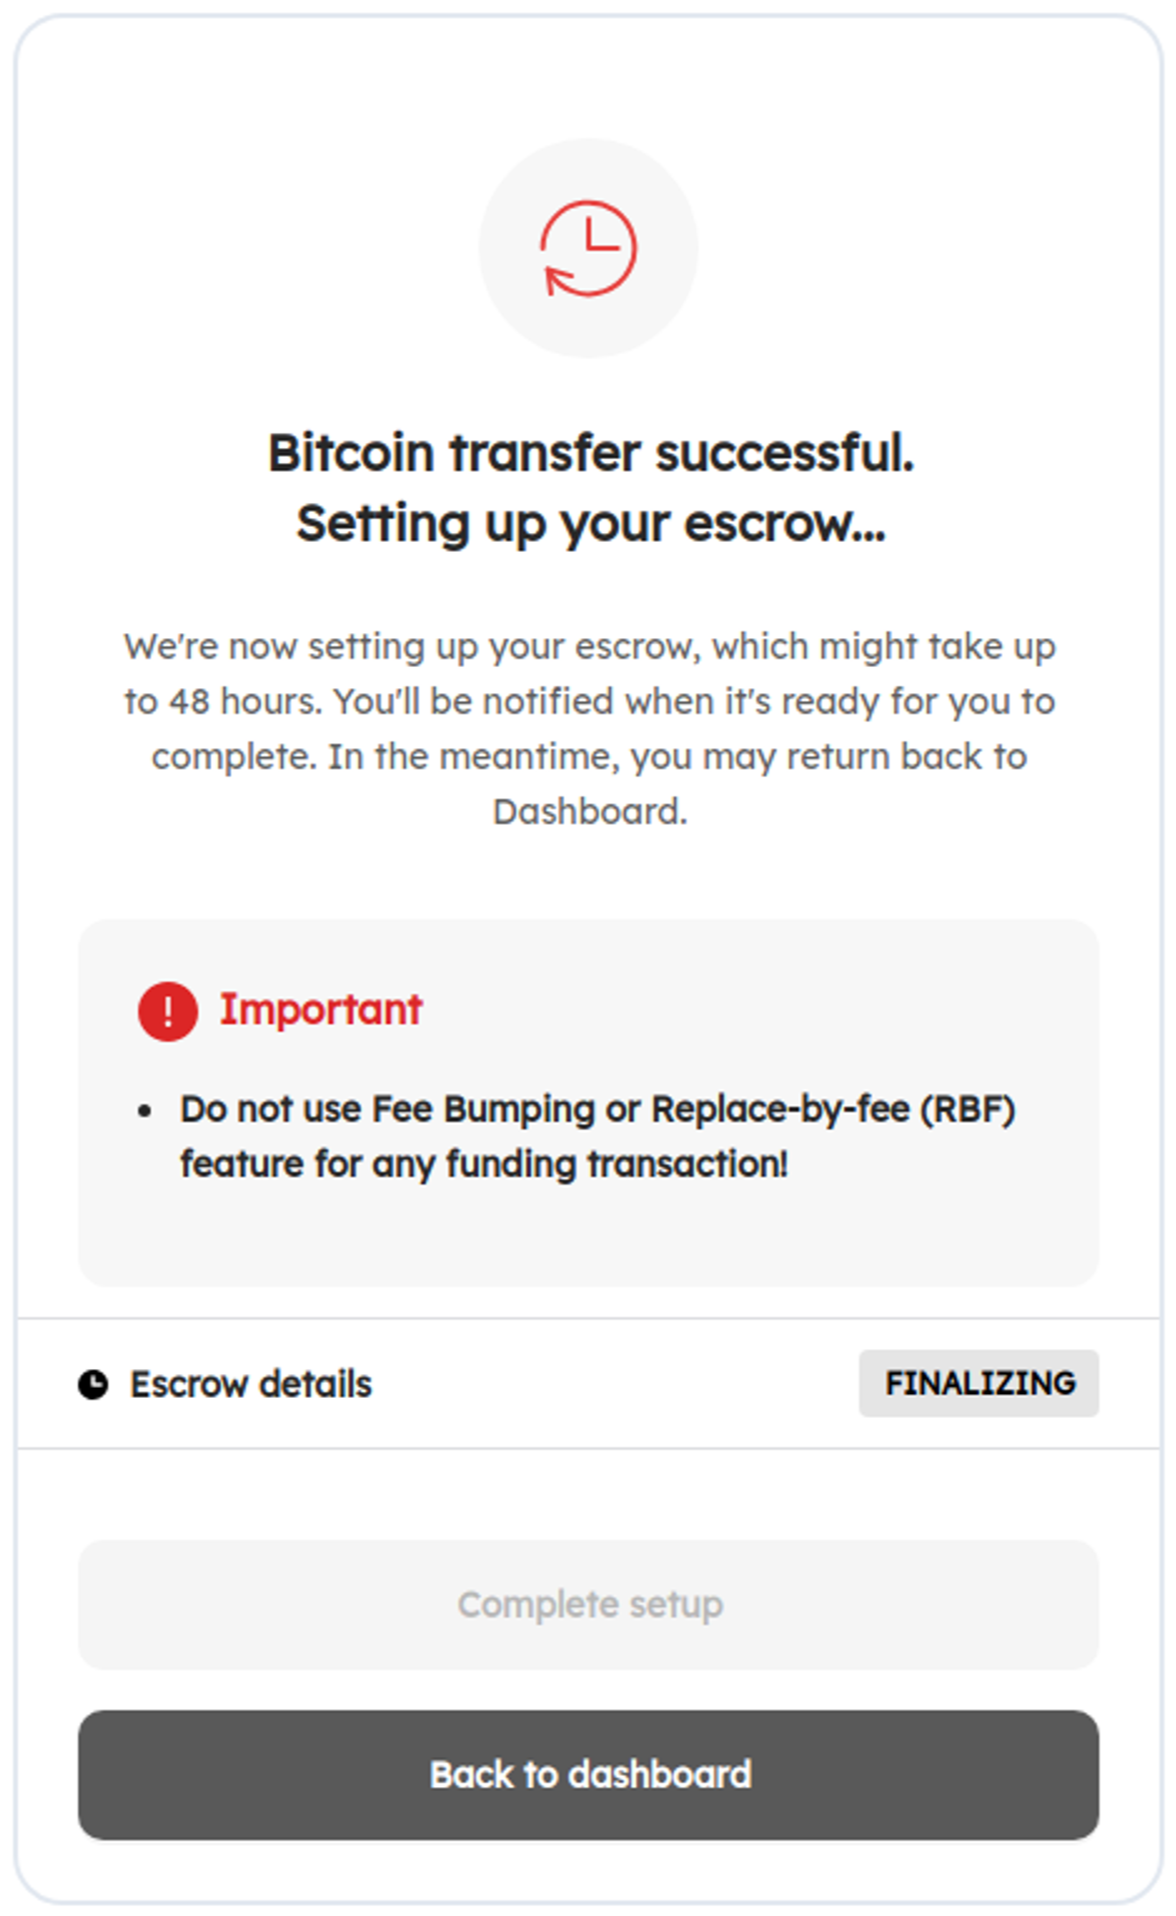 Bitcoin transfer successful.
Setting up your escrow...
We're now setting up your escrow, which might take up
to 48 hours. You'll be notified when it's ready for you to
complete. In the meantime, you may return back to
Dashboard.
! Important
• Do not use Fee Bumping or Replace-by-fee (RBF)
feature for any funding transaction!
Escrow details FINALIZING
Complete setup
Back to dashboard